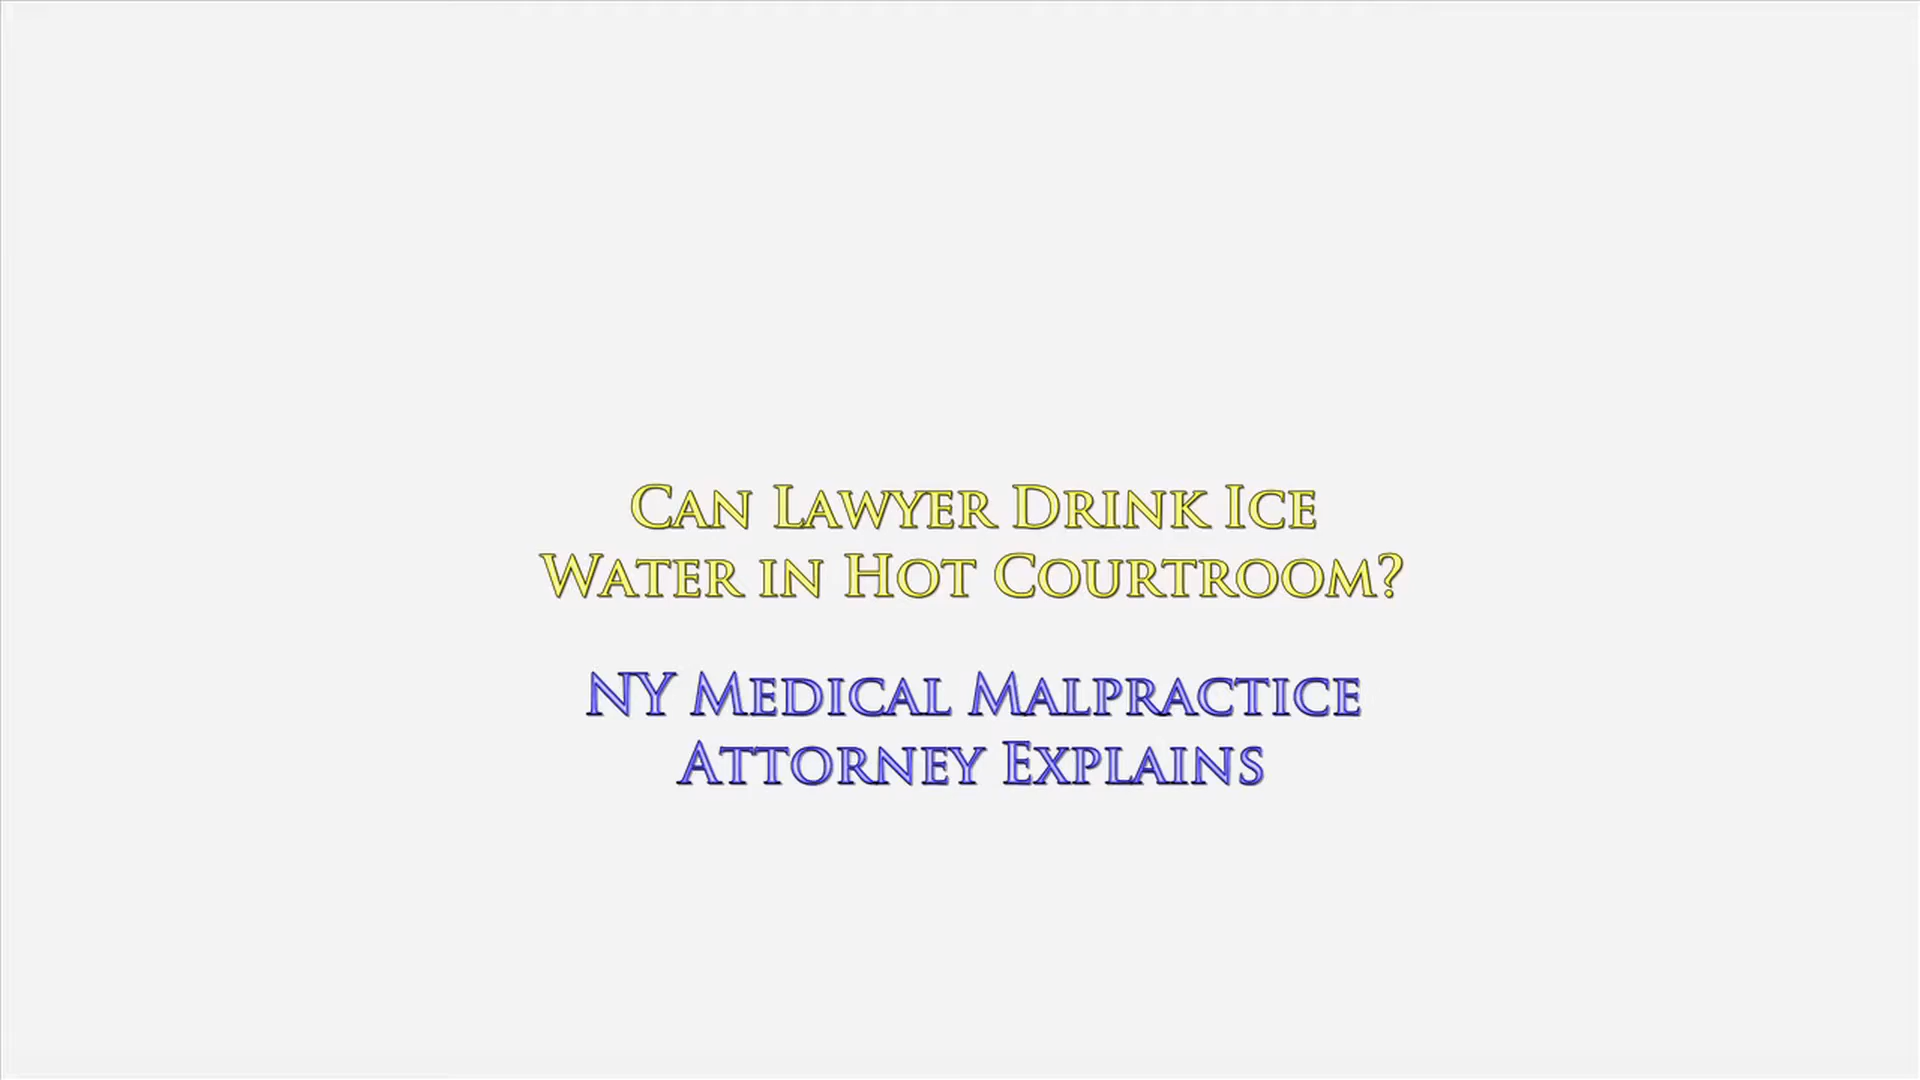 Can Lawyer Drink Ice
Water in Hot Courtroom?
NY Medical Malpractice
Attorney Explains